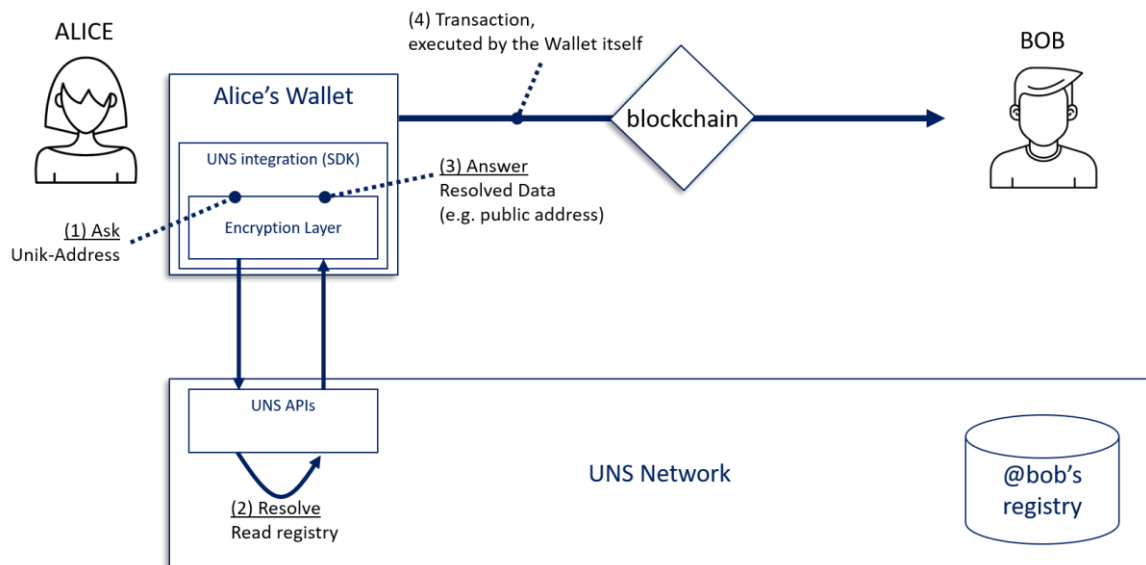 ALICE
(4) Transaction,
executed by the Wallet itself
BOB
Alice's Wallet
blockchain
UNS integration (SDK)
(3) Answer
Resolved Data
(e.g. public address)
(1) Ask
Unik-Address
Encryption Layer
UNS APIs
UNS Network
@bob's
registry
(2) Resolve
Read registry